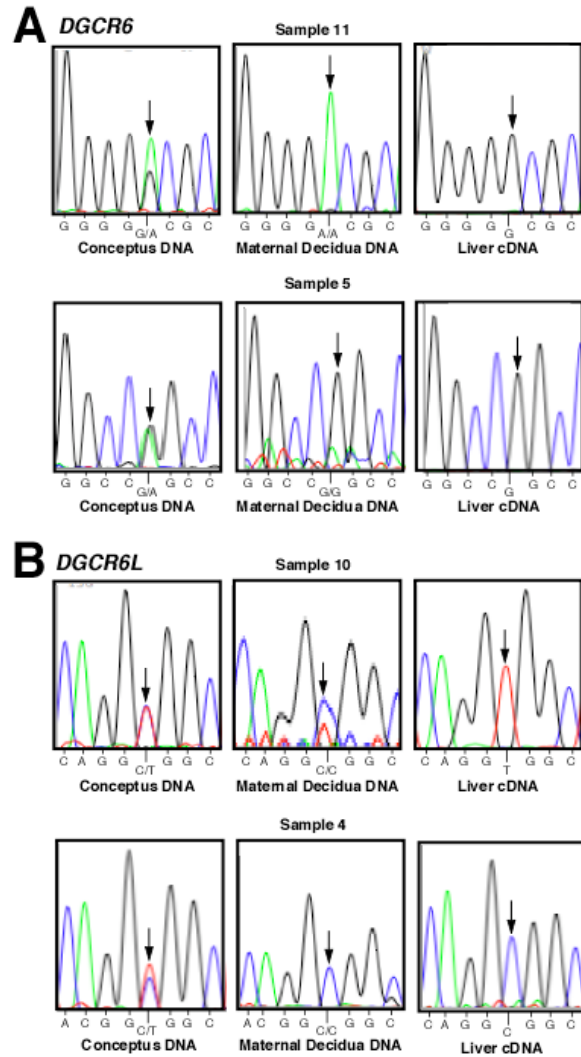 A DGCR6
Sample 11
G G G G G/A C G C
Conceptus DNA
G G G G A/A C G C
Maternal Decidua DNA
G G G G G C G C
Liver cDNA
Sample 5
G G C C G/A G C C
Conceptus DNA
G G C C G/G G C C
Maternal Decidua DNA
G G C C G G C C
Liver cDNA
B DGCR6L
Sample 10
C A G G C/T G G C
Conceptus DNA
C A G G C/C G G C
Maternal Decidua DNA
C A G G T G G C
Liver cDNA
Sample 4
A C G G C/T G G C
Conceptus DNA
A C G G C/C G G C
Maternal Decidua DNA
C A G G C G G C
Liver cDNA